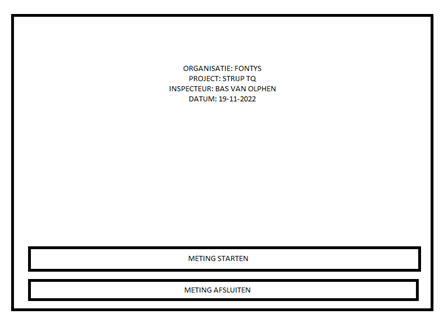 ORGANISATIE: FONTYS
PROJECT: STRIJP TQ
INSPECTEUR: BAS VAN OLPHEN
DATUM: 19-11-2022
METING STARTEN
METING AFSLUITEN